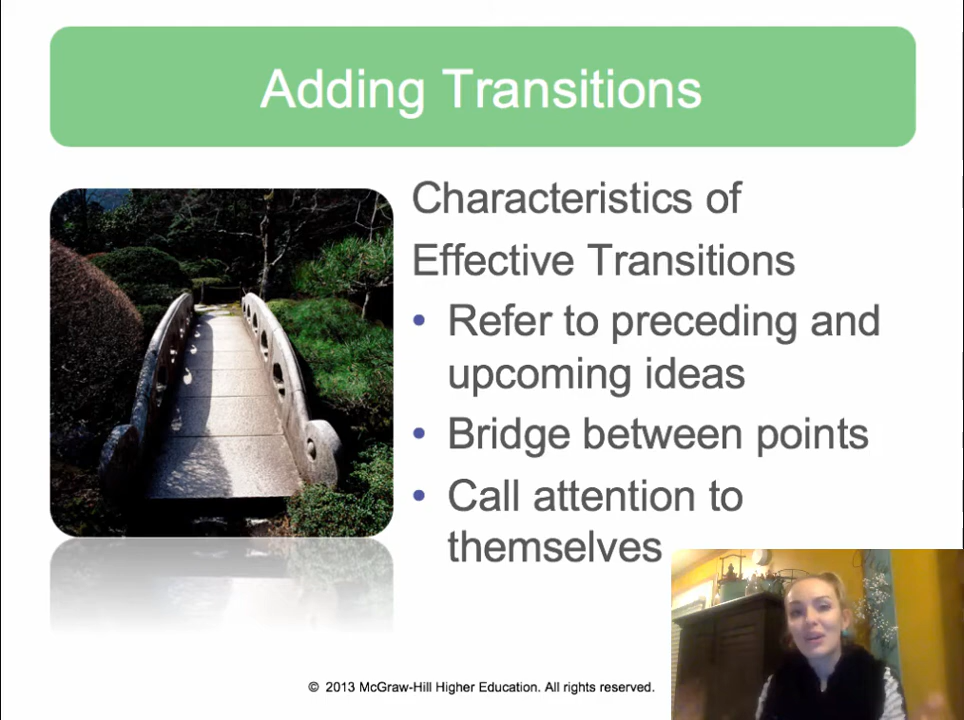 Adding Transitions
Characteristics of
Effective Transitions
• Refer to preceding and
upcoming ideas
• Bridge between points
• Call attention to
themselves
© 2013 McGraw-Hill Higher Education. All rights reserved.